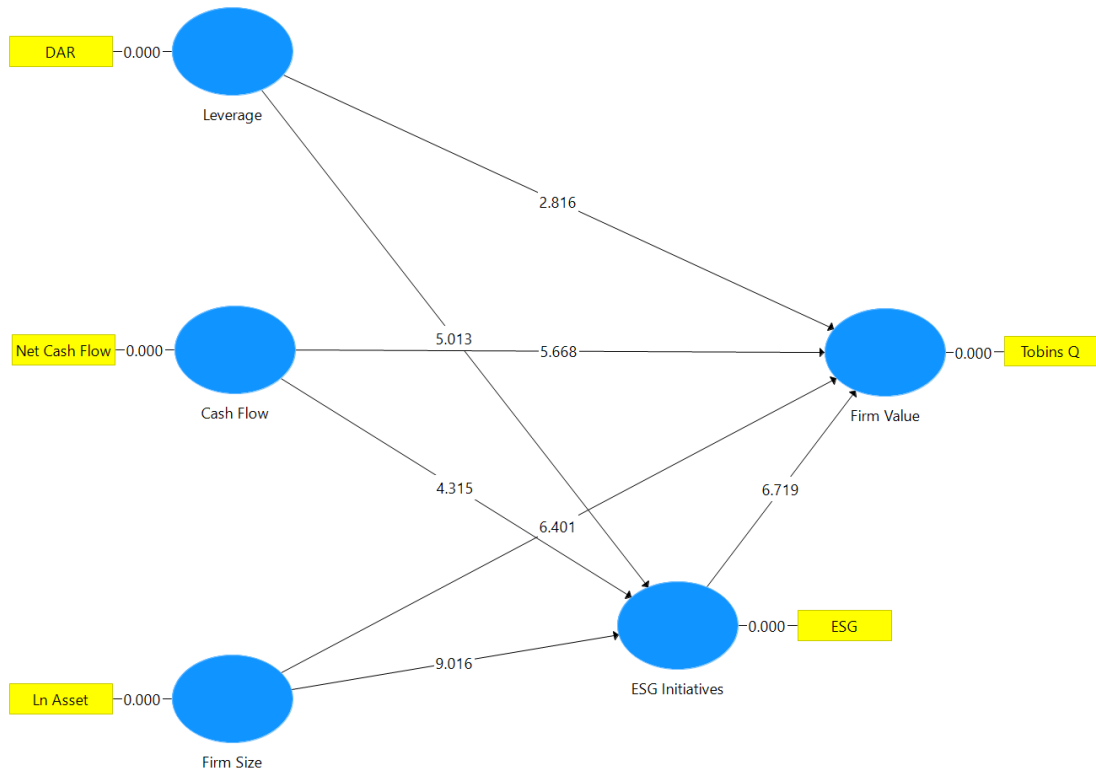 DAR
0.000
Leverage
2.816
5.013
Net Cash Flow
0.000
5.668
0.000
Tobins Q
Cash Flow
Firm Value
4.315
6.719
6.401
0.000
ESG
9.016
ESG Initiatives
Ln Asset
0.000
Firm Size